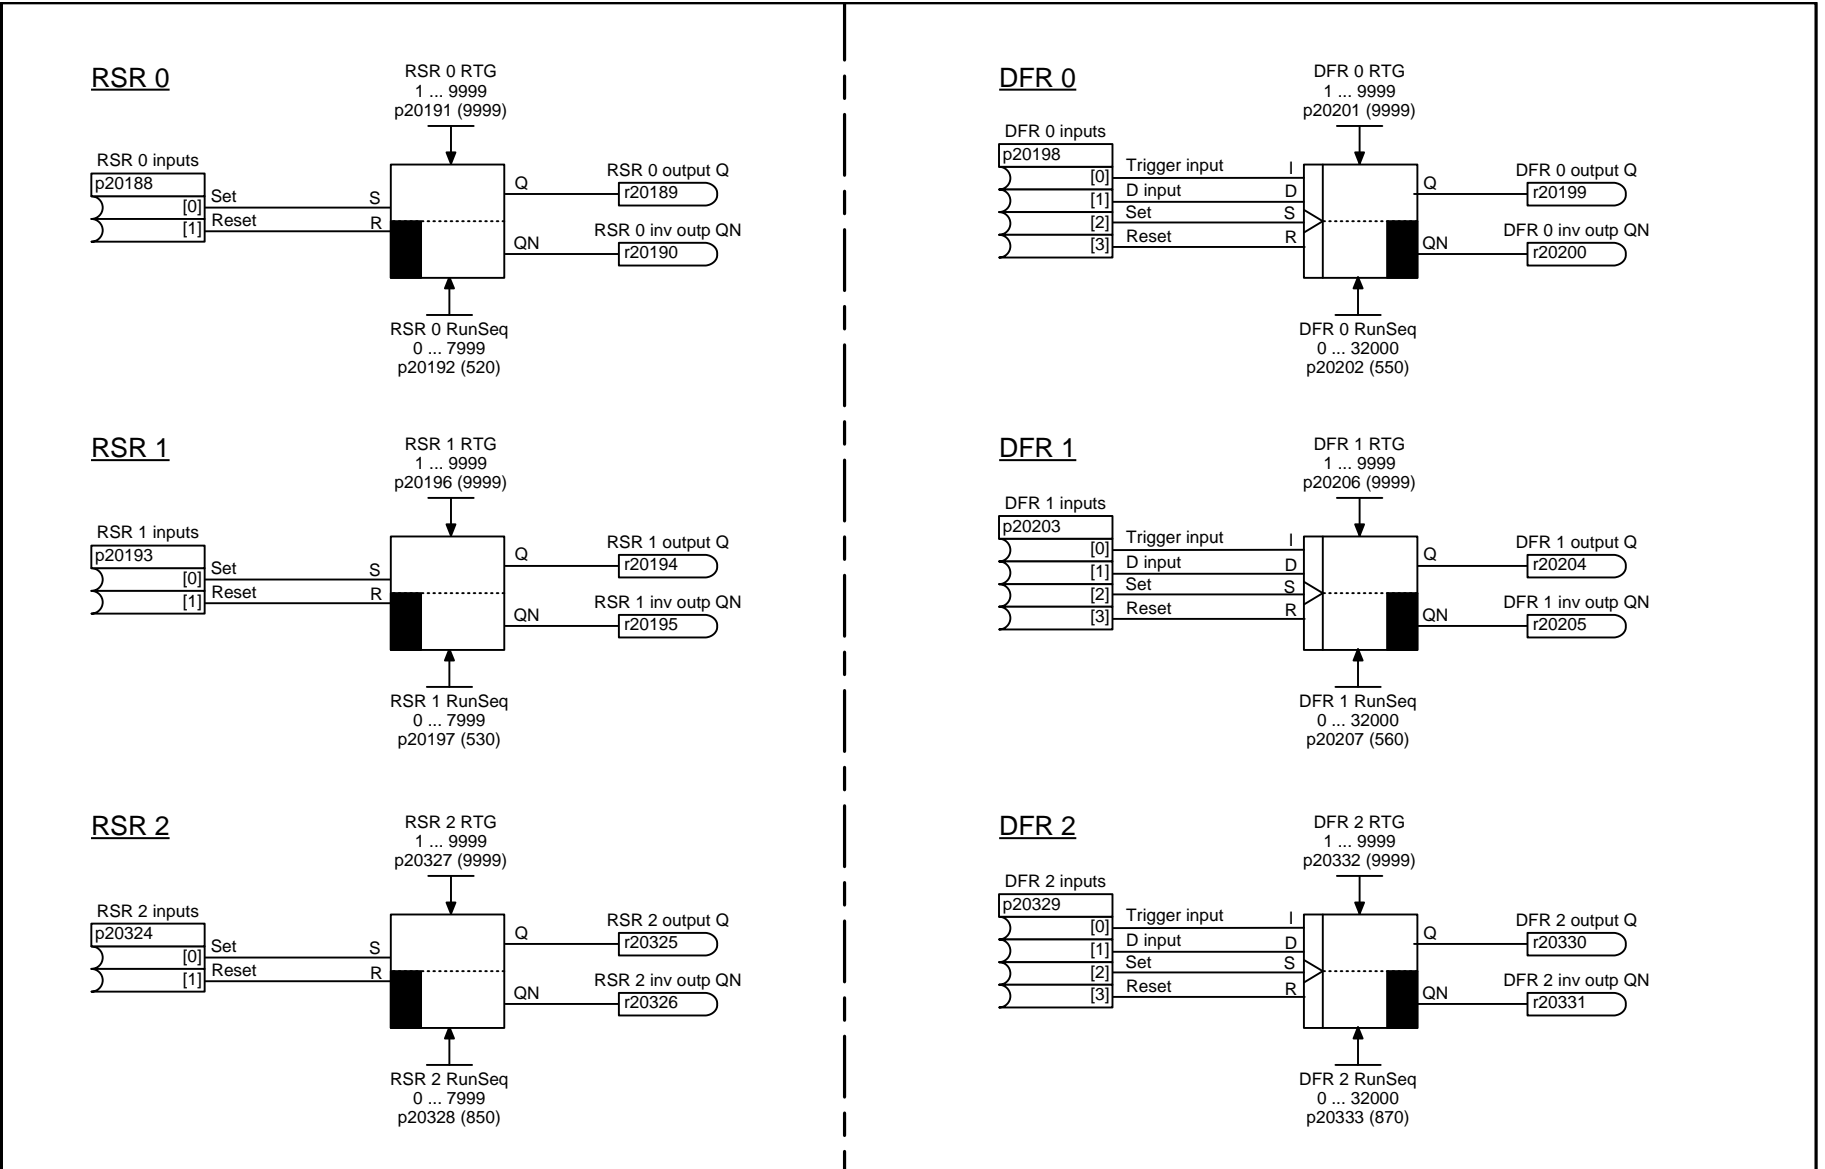 RSR 0
RSR 0 RTG
1 ... 9999
p20191 (9999)
RSR 0 inputs
p20188
[0] Set S
[1] Reset R
Q
RSR 0 output Q
r20189
QN
RSR 0 inv outp QN
r20190
RSR 0 RunSeq
0 ... 7999
p20192 (520)
RSR 1
RSR 1 RTG
1 ... 9999
p20196 (9999)
RSR 1 inputs
p20193
[0] Set S
[1] Reset R
Q
RSR 1 output Q
r20194
QN
RSR 1 inv outp QN
r20195
RSR 1 RunSeq
0 ... 7999
p20197 (530)
RSR 2
RSR 2 RTG
1 ... 9999
p20327 (9999)
RSR 2 inputs
p20324
[0] Set S
[1] Reset R
Q
RSR 2 output Q
r20325
QN
RSR 2 inv outp QN
r20326
RSR 2 RunSeq
0 ... 7999
p20328 (850)
DFR 0
DFR 0 RTG
1 ... 9999
p20201 (9999)
DFR 0 inputs
p20198
[0] Trigger input I
[1] D input D
[2] Set S
[3] Reset R
Q
DFR 0 output Q
r20199
QN
DFR 0 inv outp QN
r20200
DFR 0 RunSeq
0 ... 32000
p20202 (550)
DFR 1
DFR 1 RTG
1 ... 9999
p20206 (9999)
DFR 1 inputs
p20203
[0] Trigger input I
[1] D input D
[2] Set S
[3] Reset R
Q
DFR 1 output Q
r20204
QN
DFR 1 inv outp QN
r20205
DFR 1 RunSeq
0 ... 32000
p20207 (560)
DFR 2
DFR 2 RTG
1 ... 9999
p20332 (9999)
DFR 2 inputs
p20329
[0] Trigger input I
[1] D input D
[2] Set S
[3] Reset R
Q
DFR 2 output Q
r20330
QN
DFR 2 inv outp QN
r20331
DFR 2 RunSeq
0 ... 32000
p20333 (870)